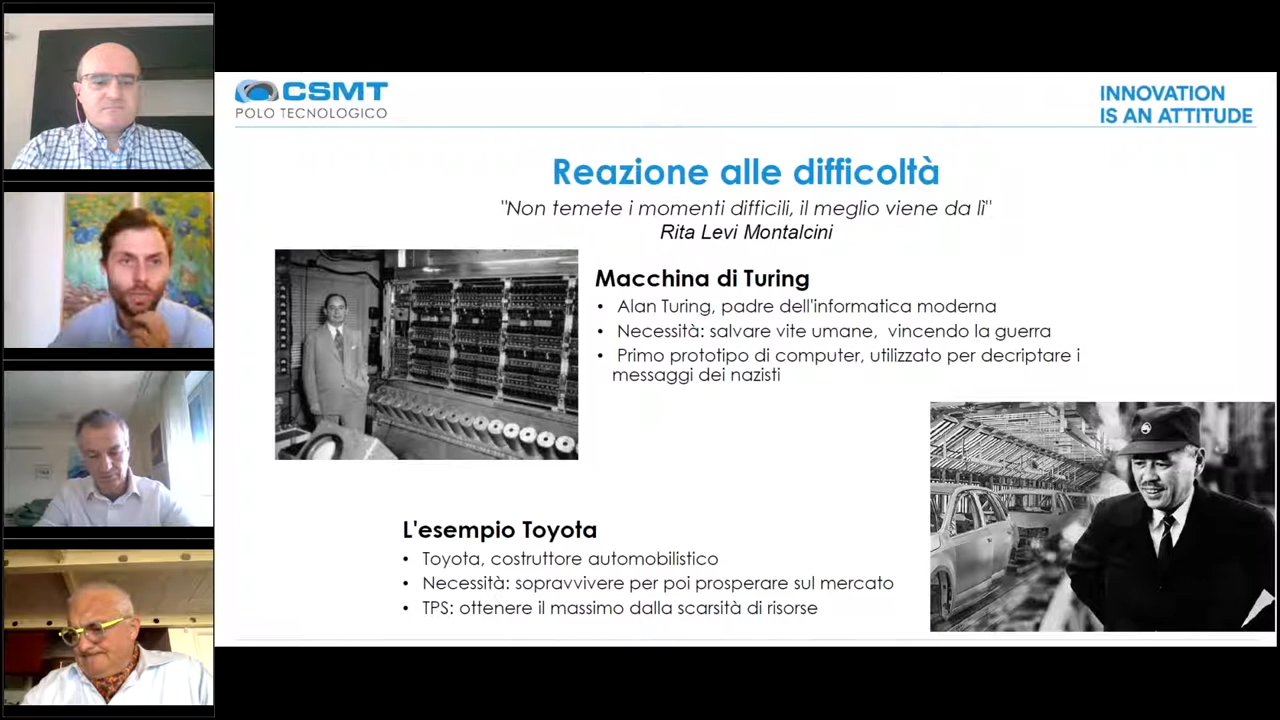 CSMT
POLO TECNOLOGICO
INNOVATION
IS AN ATTITUDE
Reazione alle difficoltà
"Non temete i momenti difficili, il meglio viene da lì"
Rita Levi Montalcini
Macchina di Turing
• Alan Turing, padre dell'informatica moderna
• Necessità: salvare vite umane, vincendo la guerra
• Primo prototipo di computer, utilizzato per decriptare i
messaggi dei nazisti
L'esempio Toyota
• Toyota, costruttore automobilistico
• Necessità: sopravvivere per poi prosperare sul mercato
• TPS: ottenere il massimo dalla scarsità di risorse